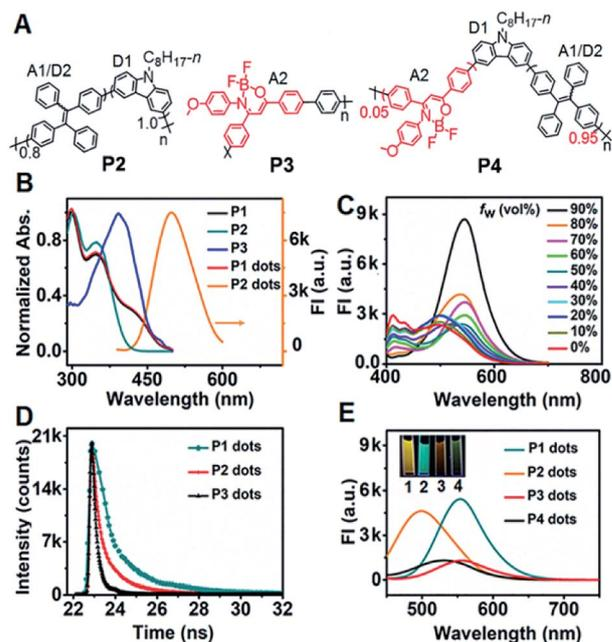 A
D1
N
C8H17-n
A1/D2
0.8
1.0
n
P2
F
F
B
N
O
A2
O
X
n
P3
D1
N
C8H17-n
A1/D2
A2
0.05
N
O
B
F
F
O
0.95
n
P4
B
Normalized Abs.
0.8
0.4
0.0
300
450
600
Wavelength (nm)
P1
P2
P3
P1 dots
P2 dots
6k
3k
0
FI (a.u.)
C
FI (a.u.)
9k
6k
3k
0.0
400
500
600
700
800
Wavelength (nm)
fW (vol%)
90%
80%
70%
60%
50%
40%
30%
20%
10%
0%
D
Intensity (counts)
21k
14k
7k
0
22
24
26
28
30
32
Time (ns)
P1 dots
P2 dots
P3 dots
E
FI (a.u.)
9k
6k
3k
0
500
600
700
Wavelength (nm)
1 2 3 4
P1 dots
P2 dots
P3 dots
P4 dots